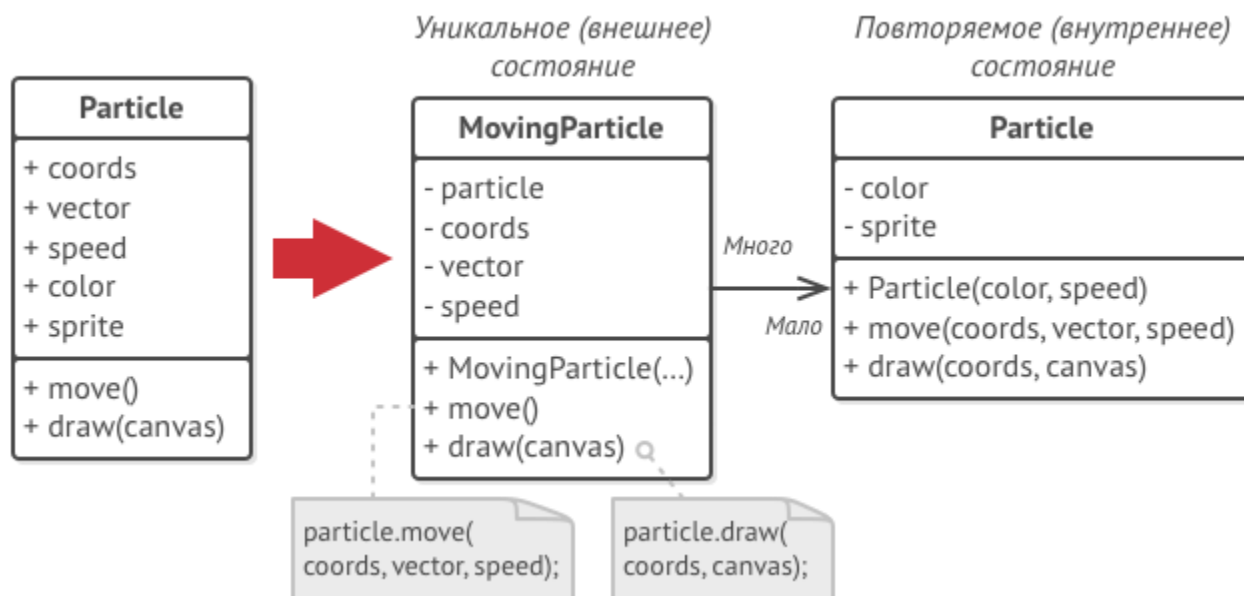 Particle
+ coords
+ vector
+ speed
+ color
+ sprite
+ move()
+ draw(canvas)
Уникальное (внешнее)
состояние
MovingParticle
- particle
- coords
- vector
- speed
+ MovingParticle(...)
+ move()
+ draw(canvas)
particle.move(
coords, vector, speed);
particle.draw(
coords, canvas);
Много
Мало
Повторяемое (внутреннее)
состояние
Particle
- color
- sprite
+ Particle(color, speed)
+ move(coords, vector, speed)
+ draw(coords, canvas)